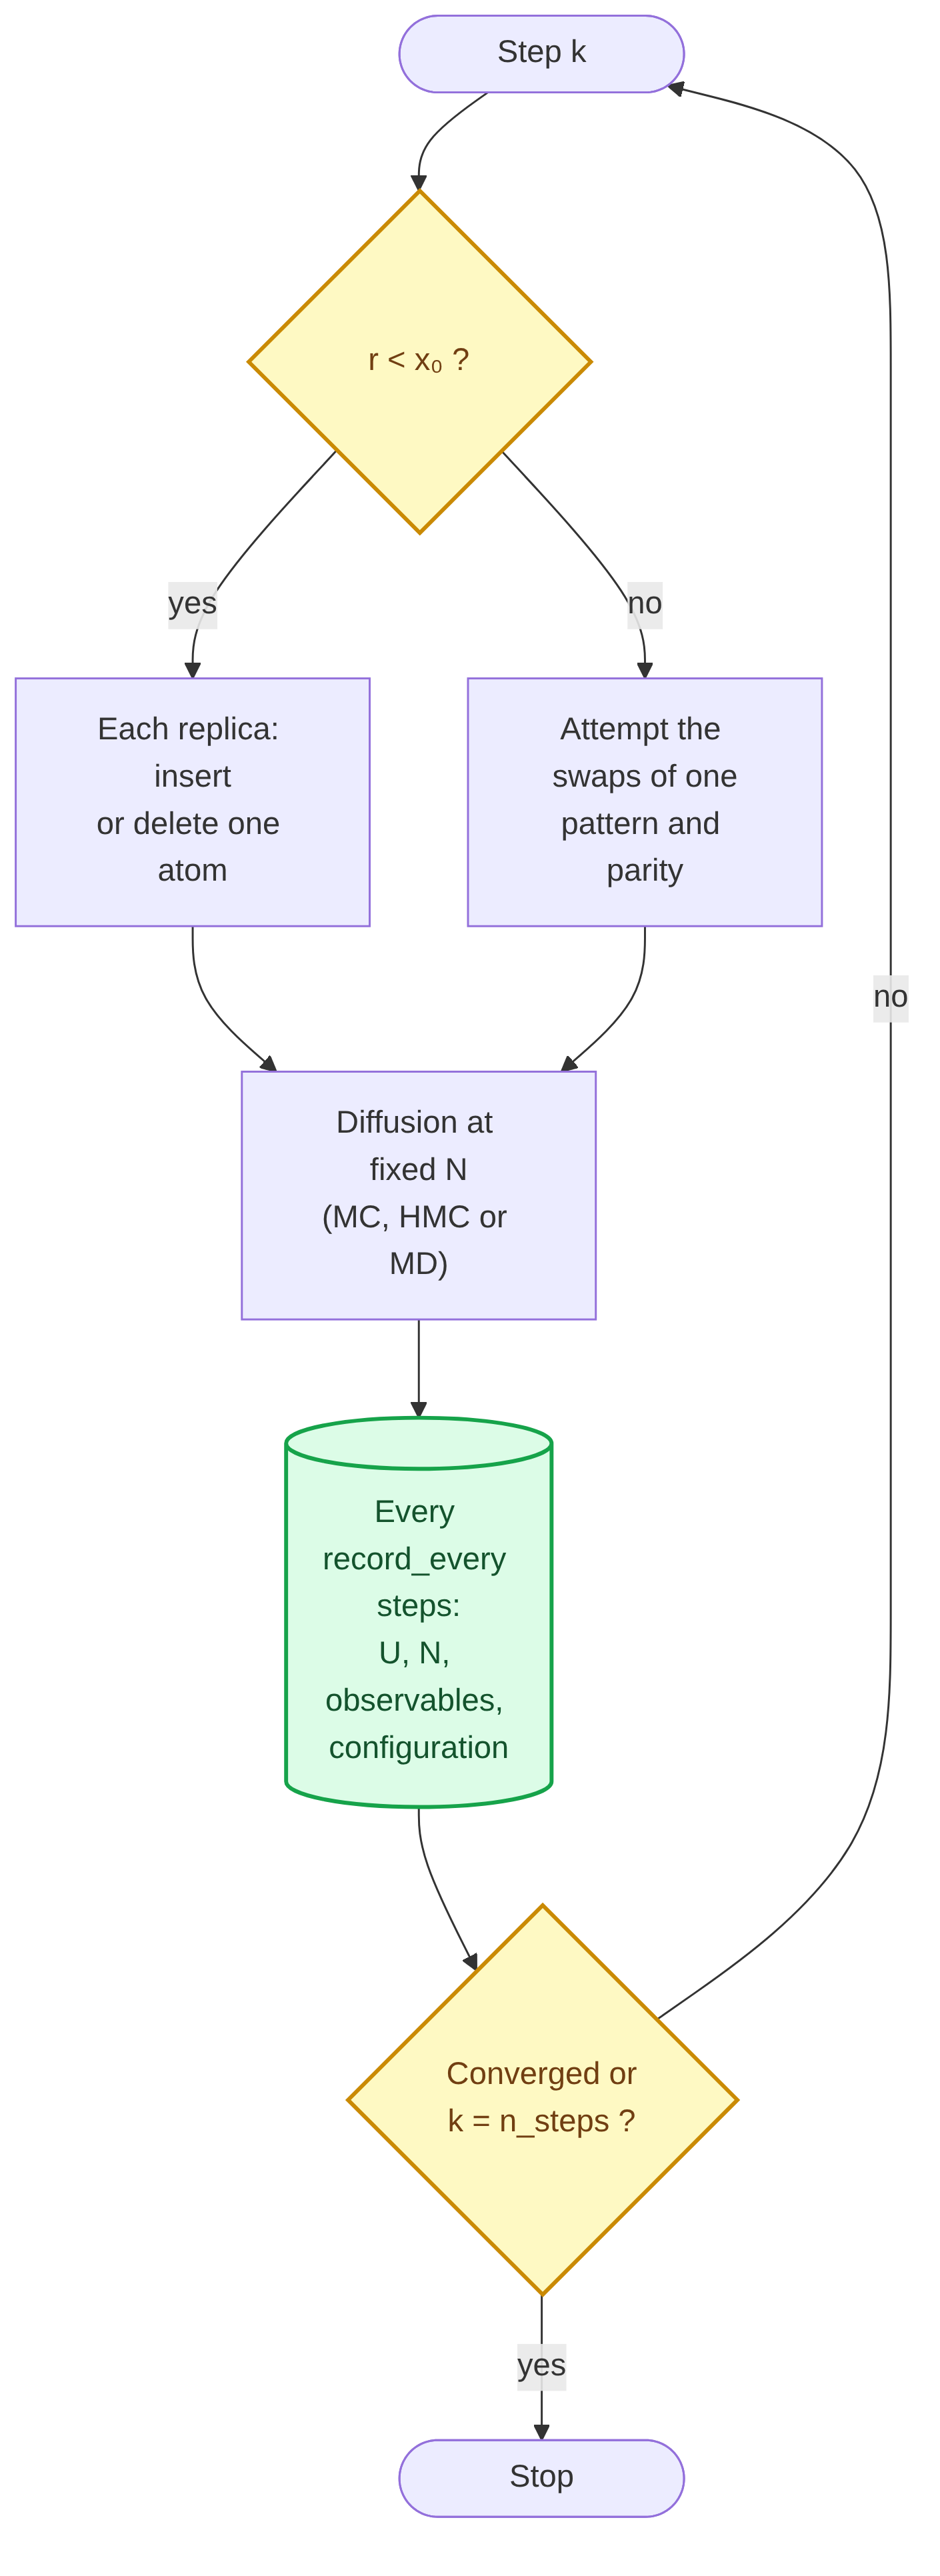 Step k
r < x₀ ?
yes
no
Each replica:
insert
or delete one
atom
Attempt the
swaps of one
pattern and
parity
no
Diffusion at
fixed N
(MC, HMC or
MD)
Every
record_every
steps:
U, N,
observables,
configuration
Converged or
k = n_steps ?
yes
Stop